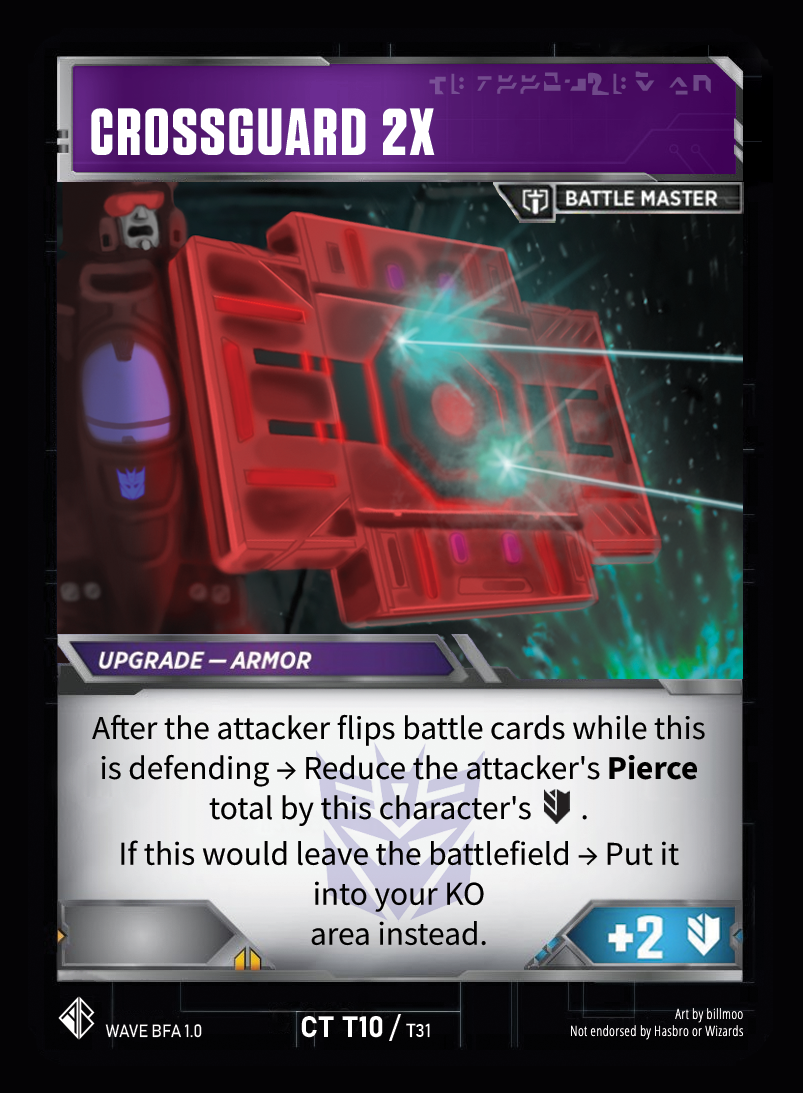 CROSSGUARD 2X
BATTLE MASTER
UPGRADE — ARMOR
After the attacker flips battle cards while this
is defending → Reduce the attacker's Pierce
total by this character's .
If this would leave the battlefield → Put it
into your KO
area instead.
+2
WAVE BFA 1.0
CT T10 / T31
Art by billmoo
Not endorsed by Hasbro or Wizards